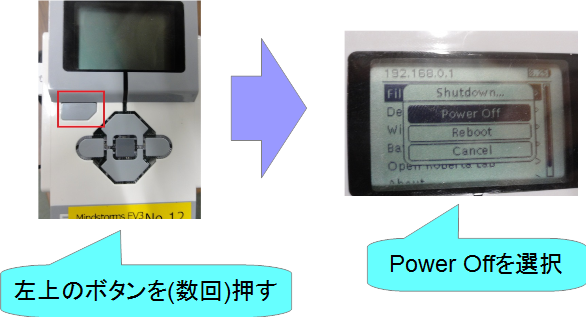 Mindstorms EV3 No.12
左上のボタンを(数回)押す
192.168.0.1
Shutdown...
Power Off
Reboot
Cancel
Open Roberta Lab
Power Offを選択